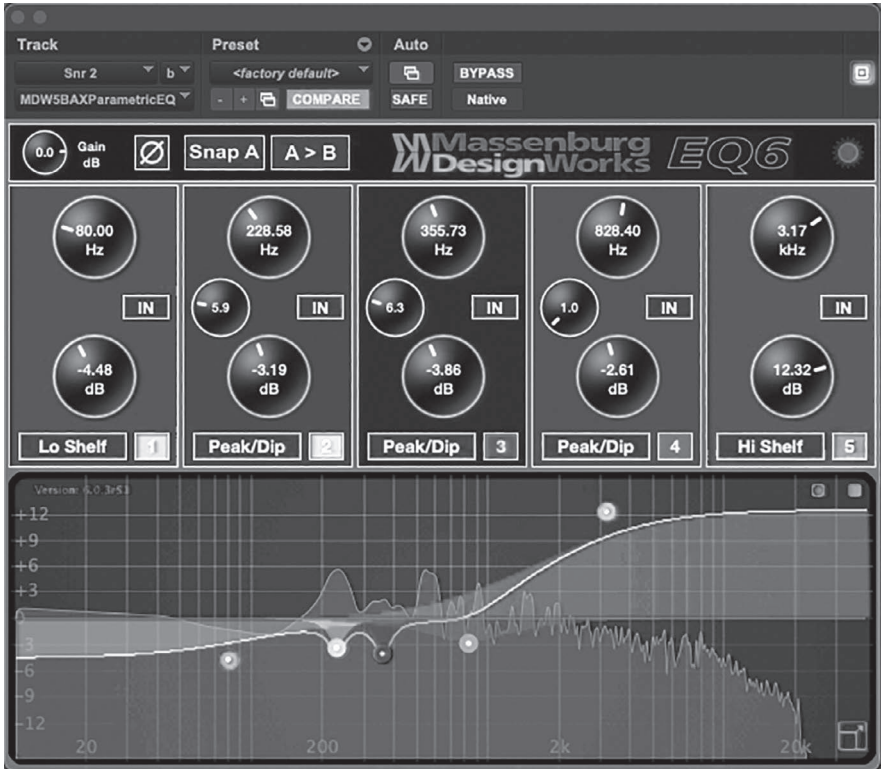 Track Preset Auto
Snr 2 b <factory default> BYPASS
MDW5BAXParametricEQ - + COMPARE SAFE Native
0.0 Gain dB Ø Snap A A > B Massenburg DesignWorks EQ6
80.00 Hz 228.58 Hz 355.73 Hz 828.40 Hz 3.17 kHz
IN 5.9 IN 6.3 IN 1.0 IN IN
-4.48 dB -3.19 dB -3.86 dB -2.61 dB 12.32 dB
Lo Shelf 1 Peak/Dip 2 Peak/Dip 3 Peak/Dip 4 Hi Shelf 5
Version: 6.0.3r53
+12
+9
+6
+3
0
-3
-6
-9
-12
20 200 2k 20k